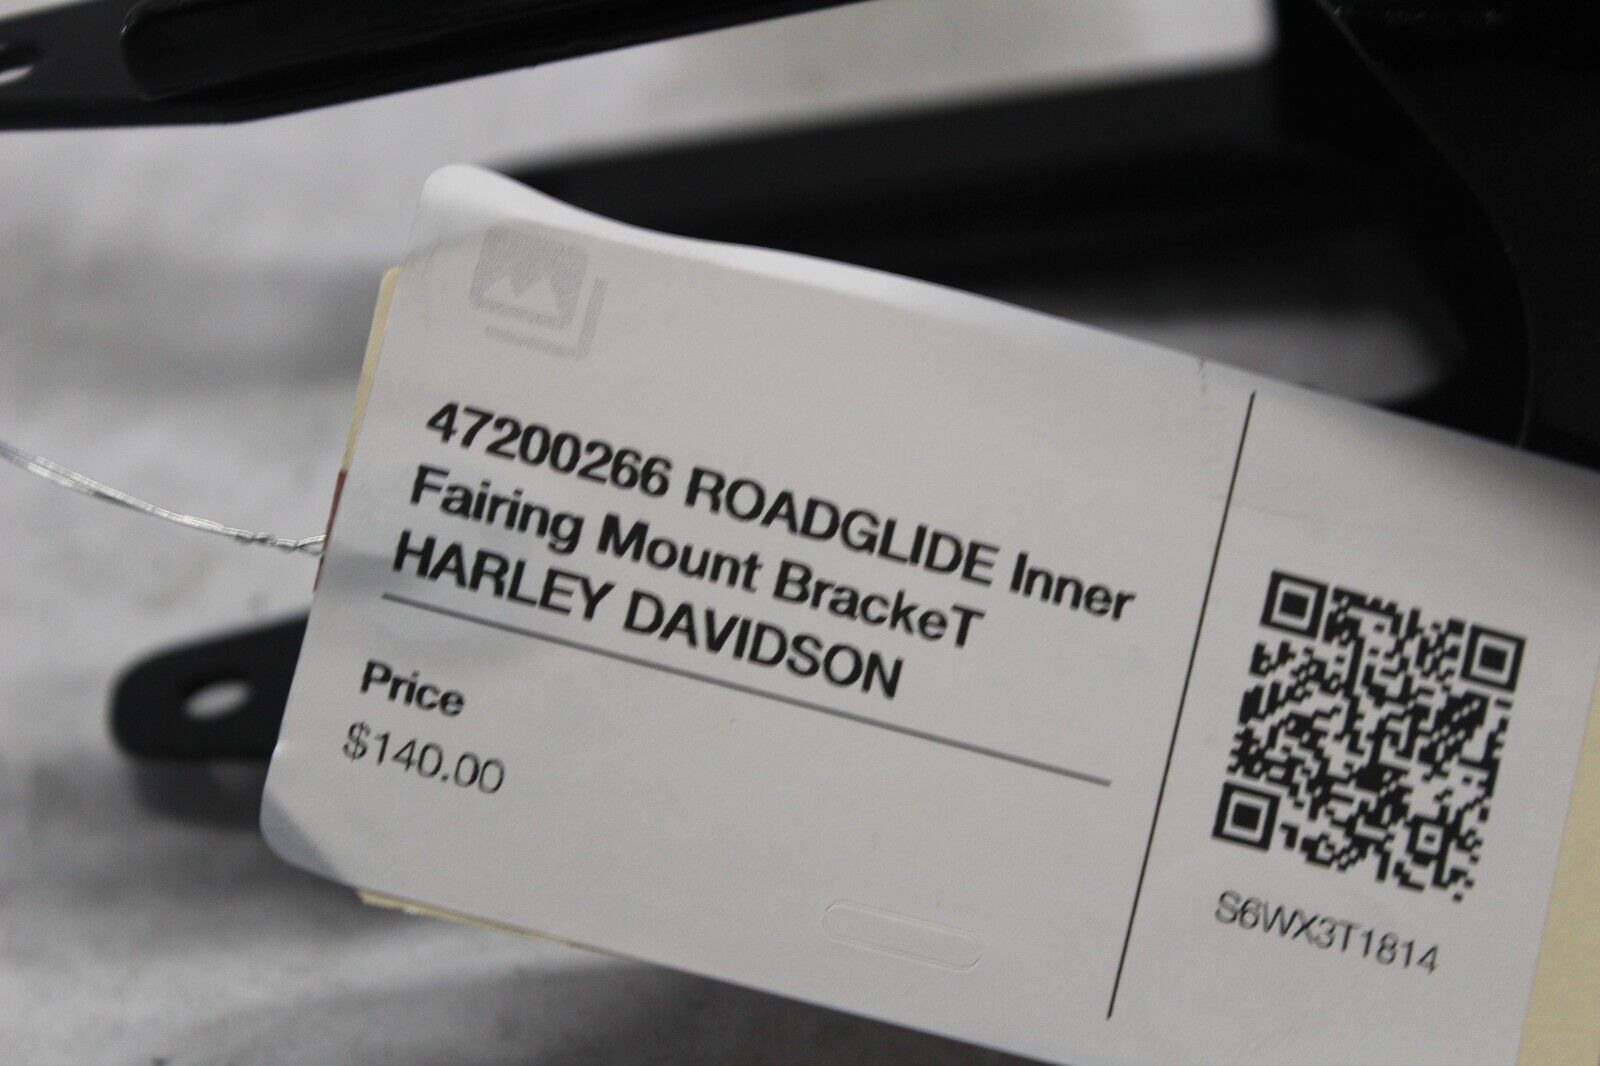 47200266 ROADGLIDE Inner
Fairing Mount BrackeT
HARLEY DAVIDSON
Price
$140.00
S6WX3T1814